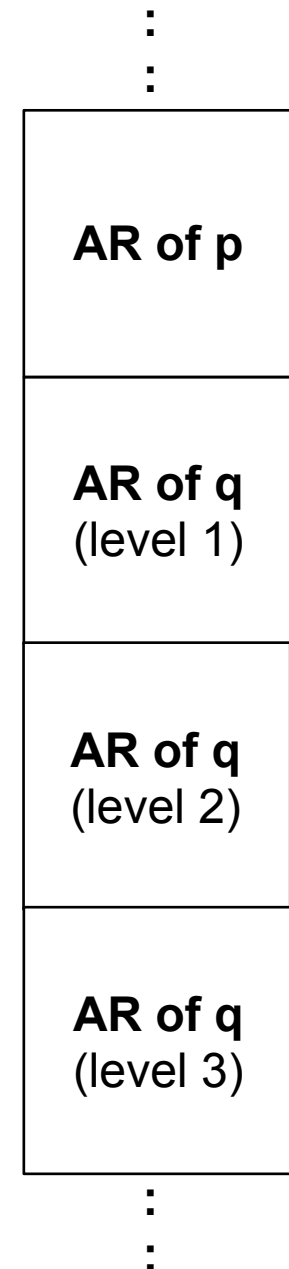 :
:
AR of p
AR of q
(level 1)
AR of q
(level 2)
AR of q
(level 3)
:
: